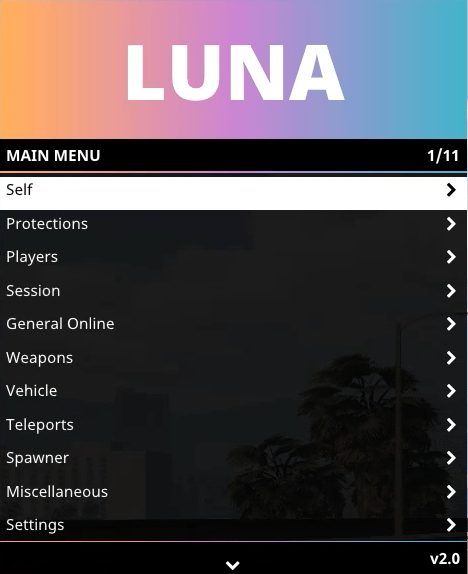 LUNA
MAIN MENU 1/11
Self
Protections
Players
Session
General Online
Weapons
Vehicle
Teleports
Spawner
Miscellaneous
Settings
v2.0